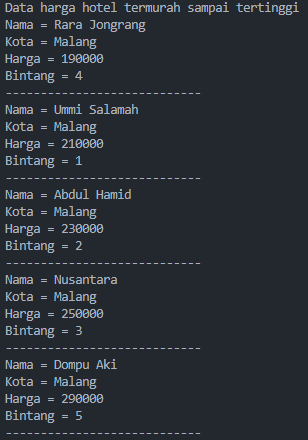 Data harga hotel termurah sampai tertinggi
Nama = Rara Jongrang
Kota = Malang
Harga = 190000
Bintang = 4
----------------------------
Nama = Ummi Salamah
Kota = Malang
Harga = 210000
Bintang = 1
----------------------------
Nama = Abdul Hamid
Kota = Malang
Harga = 230000
Bintang = 2
----------------------------
Nama = Nusantara
Kota = Malang
Harga = 250000
Bintang = 3
----------------------------
Nama = Dompu Aki
Kota = Malang
Harga = 290000
Bintang = 5
----------------------------